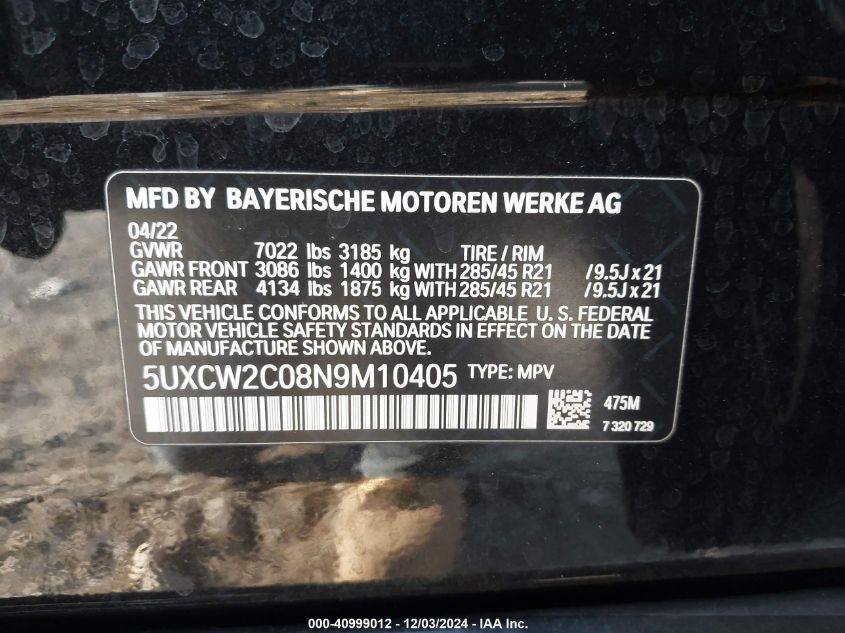 MFD BY BAYERISCHE MOTOREN WERKE AG
04/22
GVWR 7022 lbs 3185 kg TIRE / RIM
GAWR FRONT 3086 lbs 1400 kg WITH 285/45 R21 /9.5J x 21
GAWR REAR 4134 lbs 1875 kg WITH 285/45 R21 /9.5J x 21
THIS VEHICLE CONFORMS TO ALL APPLICABLE U. S. FEDERAL
MOTOR VEHICLE SAFETY STANDARDS IN EFFECT ON THE DATE
OF MANUFACTURE SHOWN ABOVE.
5UXCW2C08N9M10405 TYPE: MPV
475M
7 320 729
000-40999012 - 12/03/2024 - IAA Inc.